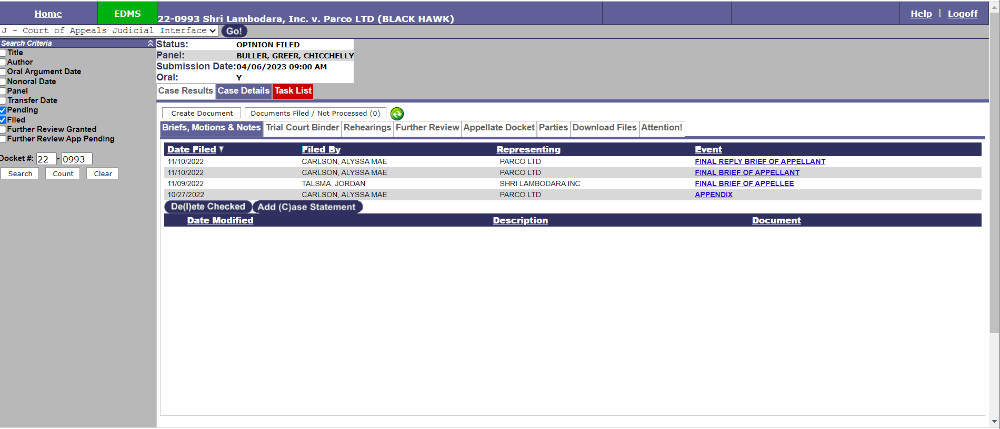 Home EDMS 22-0993 Shri Lambodara, Inc. v. Parco LTD (BLACK HAWK) Help | Logoff
J - Court of Appeals Judicial Interface Go!
Search Criteria
Title
Author
Oral Argument Date
Nonoral Date
Panel
Transfer Date
Pending
Filed
Further Review Granted
Further Review App Pending
Docket #: 22 - 0993
Search Count Clear
Status: OPINION FILED
Panel: BULLER, GREER, CHICCHELLY
Submission Date: 04/06/2023 09:00 AM
Oral: Y
Case Results Case Details Task List
Create Document Documents Filed / Not Processed (0)
Briefs, Motions & Notes Trial Court Binder Rehearings Further Review Appellate Docket Parties Download Files Attention!
Date Filed Filed By Representing Event
11/10/2022 CARLSON, ALYSSA MAE PARCO LTD FINAL REPLY BRIEF OF APPELLANT
11/10/2022 CARLSON, ALYSSA MAE PARCO LTD FINAL BRIEF OF APPELLANT
11/09/2022 TALSMA, JORDAN SHRI LAMBODARA INC FINAL BRIEF OF APPELLEE
10/27/2022 CARLSON, ALYSSA MAE PARCO LTD APPENDIX
De(l)ete Checked Add (C)ase Statement
Date Modified Description Document